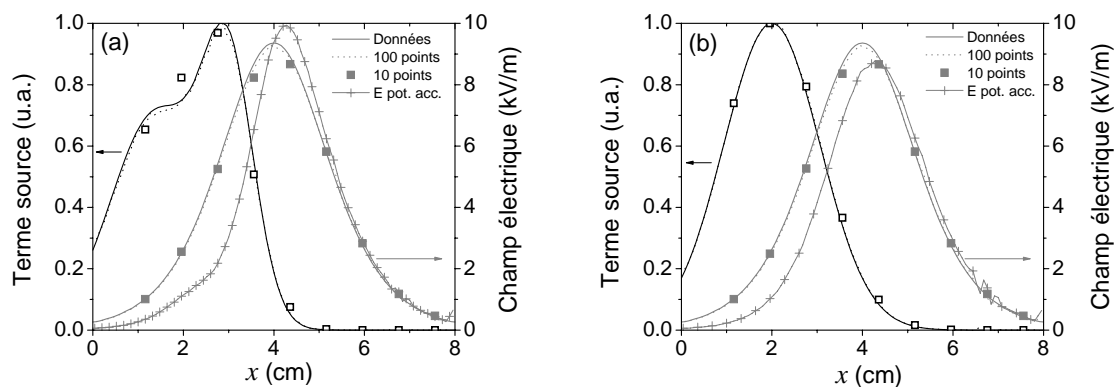 (a)
Données
100 points
10 points
E pot. acc.
Terme source (u.a.)
1.0
0.8
0.6
0.4
0.2
0.0
0 2 4 6 8
x (cm)
10
8
6
4
2
0
Champ électrique (kV/m)
(b)
Données
100 points
10 points
E pot. acc.
Terme source (u.a.)
1.0
0.8
0.6
0.4
0.2
0.0
0 2 4 6 8
x (cm)
10
8
6
4
2
0
Champ électrique (kV/m)